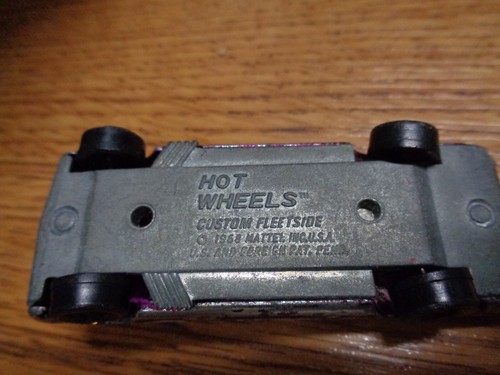 HOT
WHEELS™
CUSTOM FLEETSIDE
© 1968 MATTEL INC., U.S.A.
U.S. AND FOREIGN PAT. PEND.